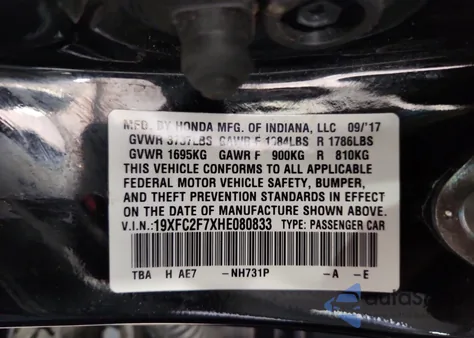 MFD. BY HONDA MFG. OF INDIANA, LLC 09/'17
GVWR 3737LBS GAWR F 1984LBS R 1786LBS
GVWR 1695KG GAWR F 900KG R 810KG
THIS VEHICLE CONFORMS TO ALL APPLICABLE
FEDERAL MOTOR VEHICLE SAFETY, BUMPER,
AND THEFT PREVENTION STANDARDS IN EFFECT
ON THE DATE OF MANUFACTURE SHOWN ABOVE.
V.I.N.:19XFC2F7XHE080833 TYPE: PASSENGER CAR
TBA H AE7 -NH731P -A -E